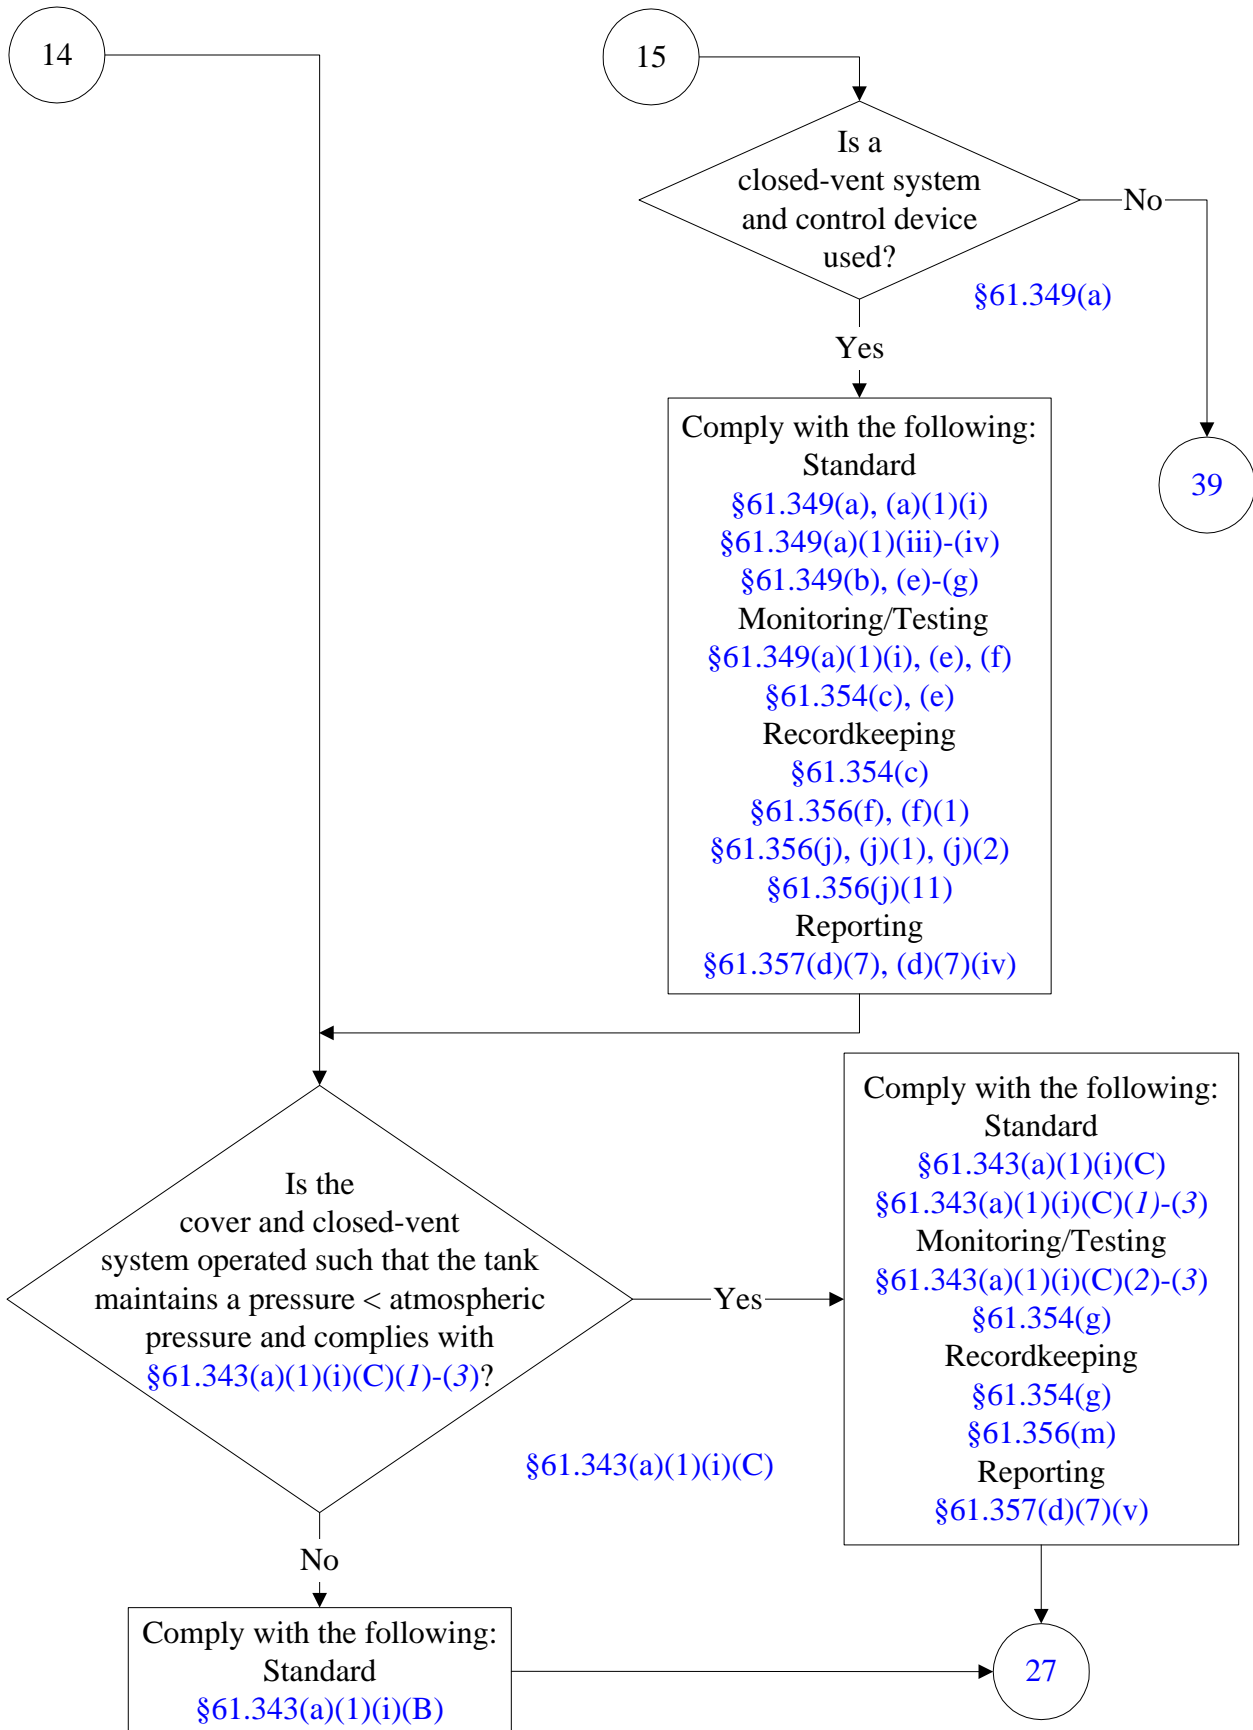 14
15
Is a
closed-vent system
and control device
used?
No
§61.349(a)
Yes
39
Comply with the following:
Standard
§61.349(a), (a)(1)(i)
§61.349(a)(1)(iii)-(iv)
§61.349(b), (e)-(g)
Monitoring/Testing
§61.349(a)(1)(i), (e), (f)
§61.354(c), (e)
Recordkeeping
§61.354(c)
§61.356(f), (f)(1)
§61.356(j), (j)(1), (j)(2)
§61.356(j)(11)
Reporting
§61.357(d)(7), (d)(7)(iv)
Is the
cover and closed-vent
system operated such that the tank
maintains a pressure < atmospheric
pressure and complies with
§61.343(a)(1)(i)(C)(1)-(3)?
Yes
§61.343(a)(1)(i)(C)
Comply with the following:
Standard
§61.343(a)(1)(i)(C)
§61.343(a)(1)(i)(C)(1)-(3)
Monitoring/Testing
§61.343(a)(1)(i)(C)(2)-(3)
§61.354(g)
Recordkeeping
§61.354(g)
§61.356(m)
Reporting
§61.357(d)(7)(v)
No
Comply with the following:
Standard
§61.343(a)(1)(i)(B)
27